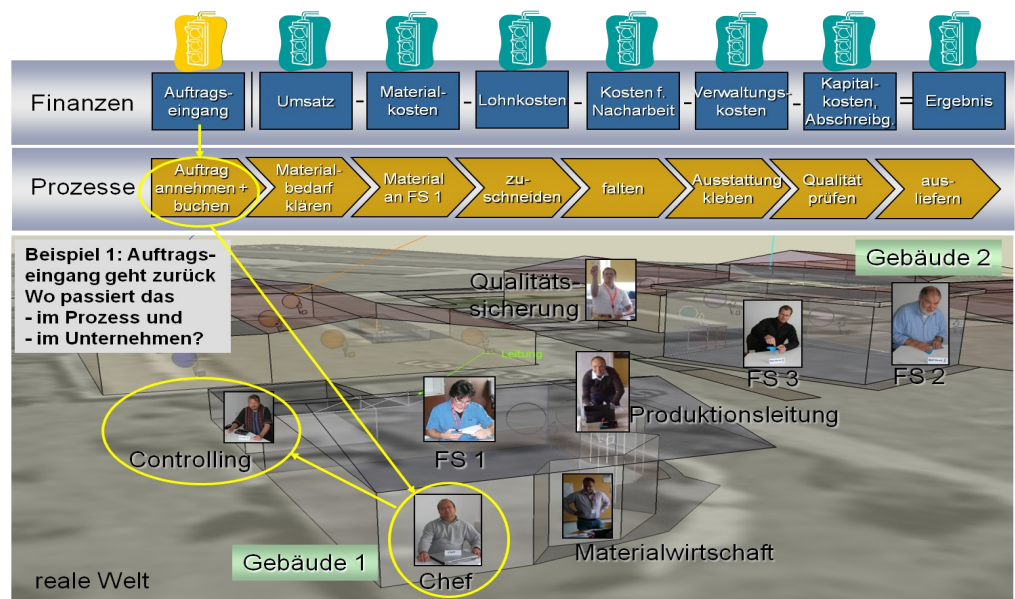 Finanzen
Auftrags-
eingang
Umsatz
-
Material-
kosten
-
Lohnkosten
-
Kosten f.
Nacharbeit
-
Verwaltungs-
kosten
-
Kapital-
kosten,
Abschreibg.
=
Ergebnis
Prozesse
Auftrag
annehmen +
buchen
Material-
bedarf
klären
Material
an FS 1
zu-
schneiden
falten
Ausstattung
kleben
Qualität
prüfen
aus-
liefern
Beispiel 1: Auftrags-
eingang geht zurück
Wo passiert das
- im Prozess und
- im Unternehmen?
Gebäude 2
Qualitäts-
sicherung
Leitung
FS 3
FS 2
Produktionsleitung
Controlling
FS 1
Materialwirtschaft
Gebäude 1
Chef
reale Welt